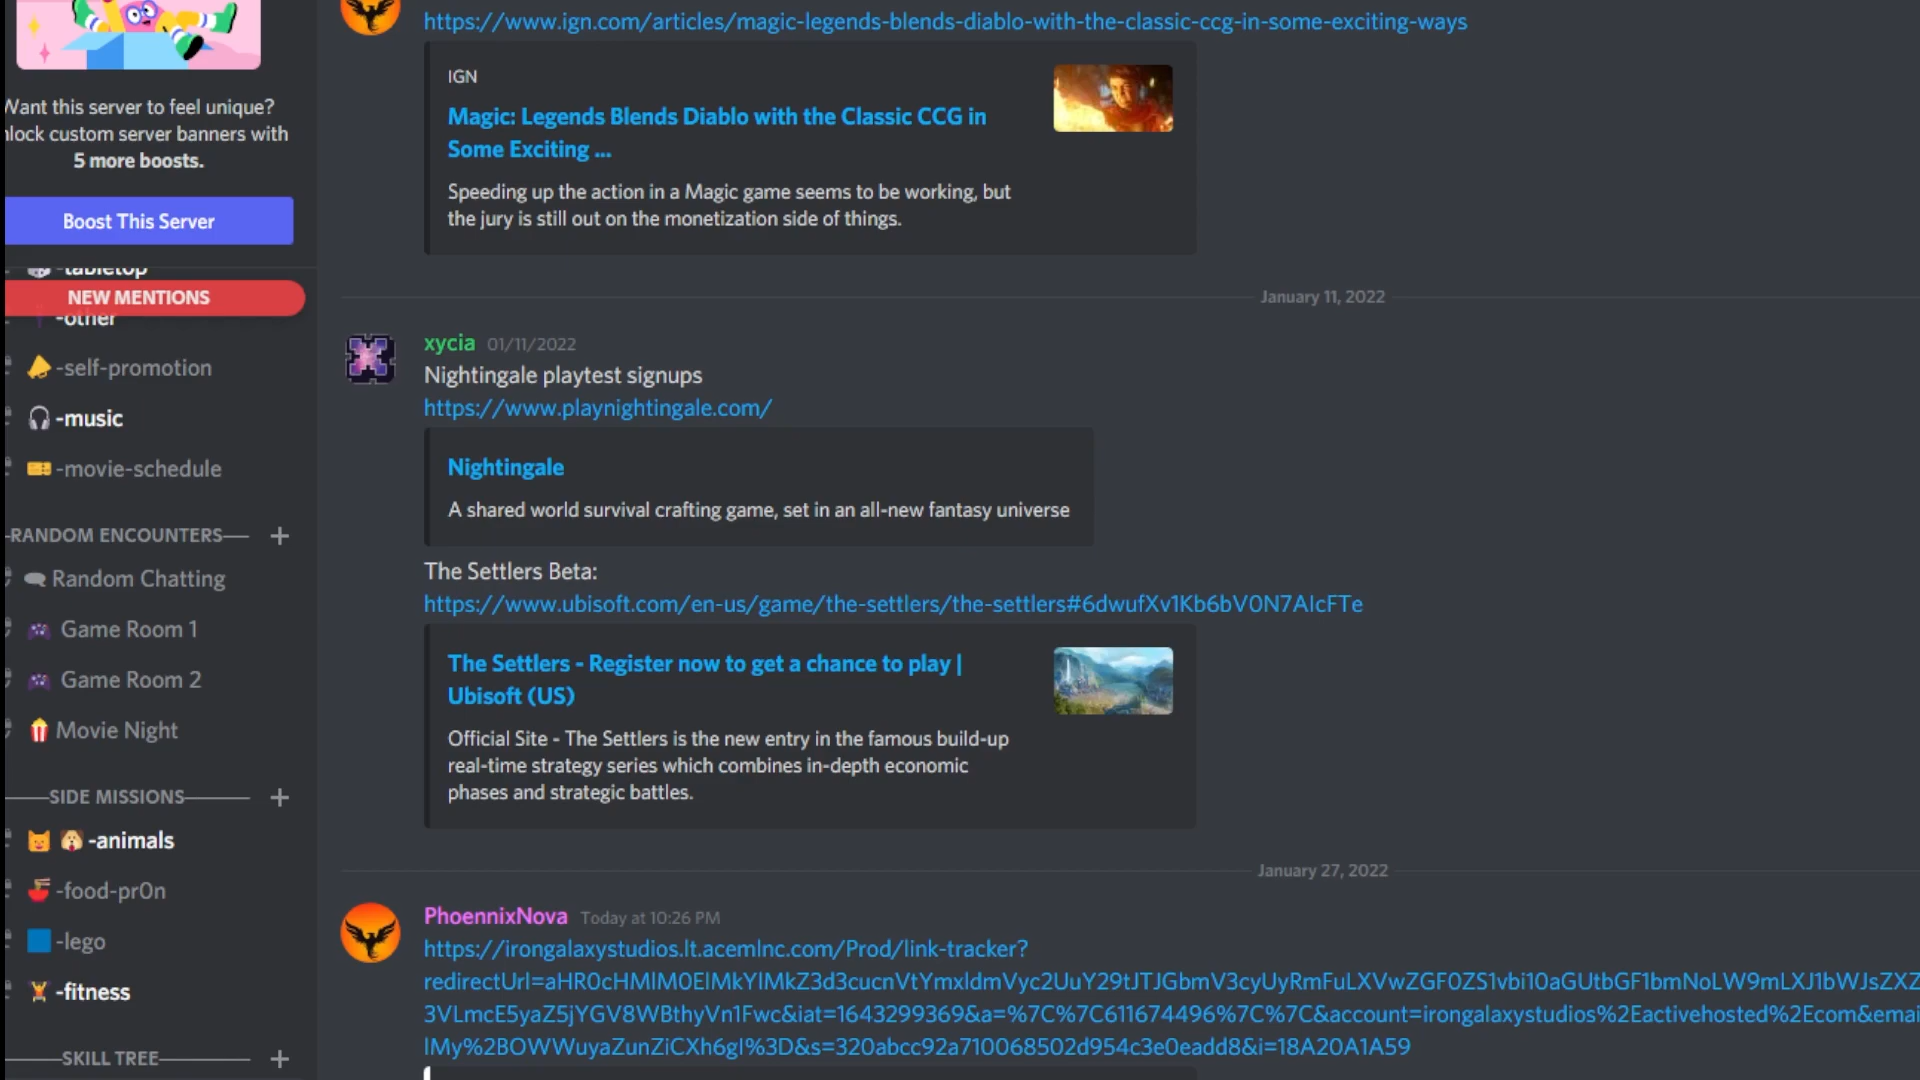 Want this server to feel unique?
nlock custom server banners with
5 more boosts.
Boost This Server
-tabletop
NEW MENTIONS
-other
-self-promotion
-music
-movie-schedule
-RANDOM ENCOUNTERS—
Random Chatting
Game Room 1
Game Room 2
Movie Night
——SIDE MISSIONS———
-animals
-food-pr0n
-lego
-fitness
———SKILL TREE————
https://www.ign.com/articles/magic-legends-blends-diablo-with-the-classic-ccg-in-some-exciting-ways
IGN
Magic: Legends Blends Diablo with the Classic CCG in
Some Exciting ...
Speeding up the action in a Magic game seems to be working, but
the jury is still out on the monetization side of things.
January 11, 2022
xycia 01/11/2022
Nightingale playtest signups
https://www.playnightingale.com/
Nightingale
A shared world survival crafting game, set in an all-new fantasy universe
The Settlers Beta:
https://www.ubisoft.com/en-us/game/the-settlers/the-settlers#6dwufXv1Kb6bV0N7AIcFTe
The Settlers - Register now to get a chance to play |
Ubisoft (US)
Official Site - The Settlers is the new entry in the famous build-up
real-time strategy series which combines in-depth economic
phases and strategic battles.
January 27, 2022
PhoennixNova Today at 10:26 PM
https://irongalaxystudios.lt.acemlnc.com/Prod/link-tracker?
redirectUrl=aHR0cHMlM0ElMkYlMkZ3d3cucnVtYmxldmVyc2UuY29tJTJGbmV3cyUyRmFuLXVwZGF0ZS1vbi10aGUtbGF1bmNoLW9mLXJ1bWJsZXZ
3VLmcE5yaZ5jYGV8WBthyVn1Fwc&iat=1643299369&a=%7C%7C611674496%7C%7C&account=irongalaxystudios%2Eactivehosted%2Ecom&emai
lMy%2BOWWuyaZunZiCXh6gI%3D&s=320abcc92a710068502d954c3e0eadd8&i=18A20A1A59